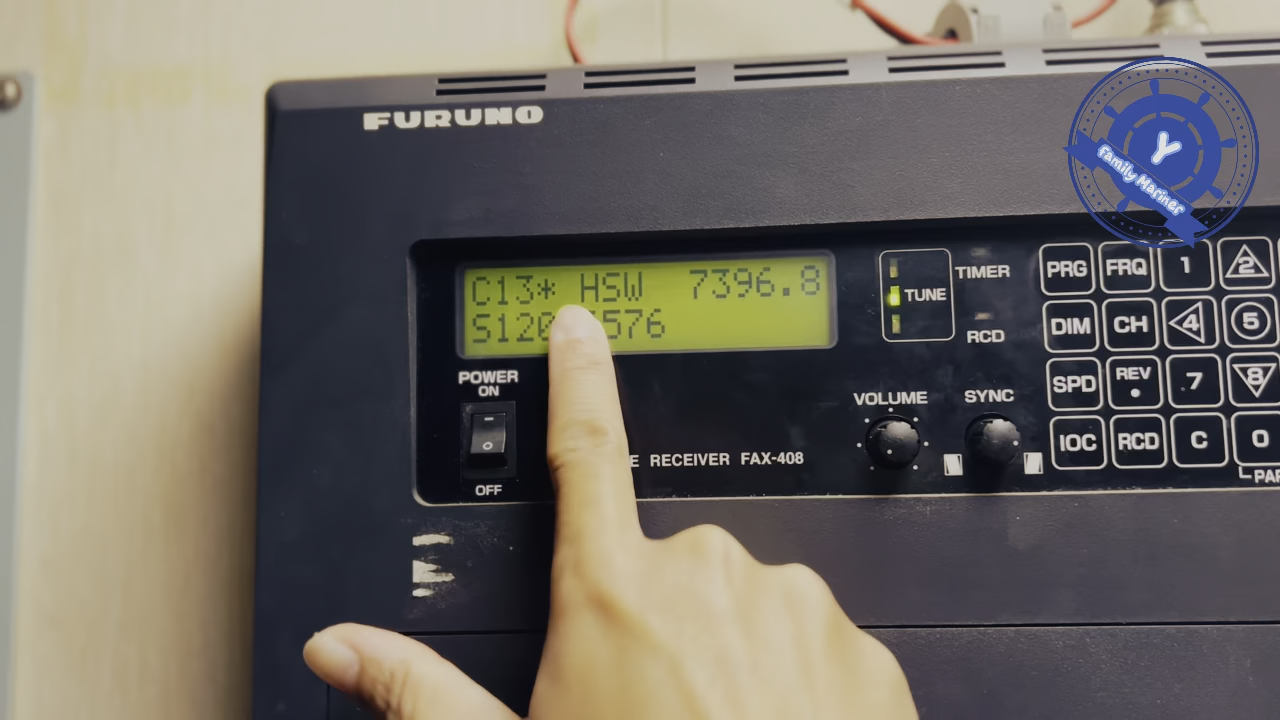 FURUNO
C13* HSW 7396.8
S120 576
POWER
ON
OFF
RECEIVER FAX-408
TUNE
TIMER
RCD
VOLUME
SYNC
PRG FRQ 1 2
DIM CH 4 5
SPD REV 7 8
IOC RCD C 0
Y
Family Mariner